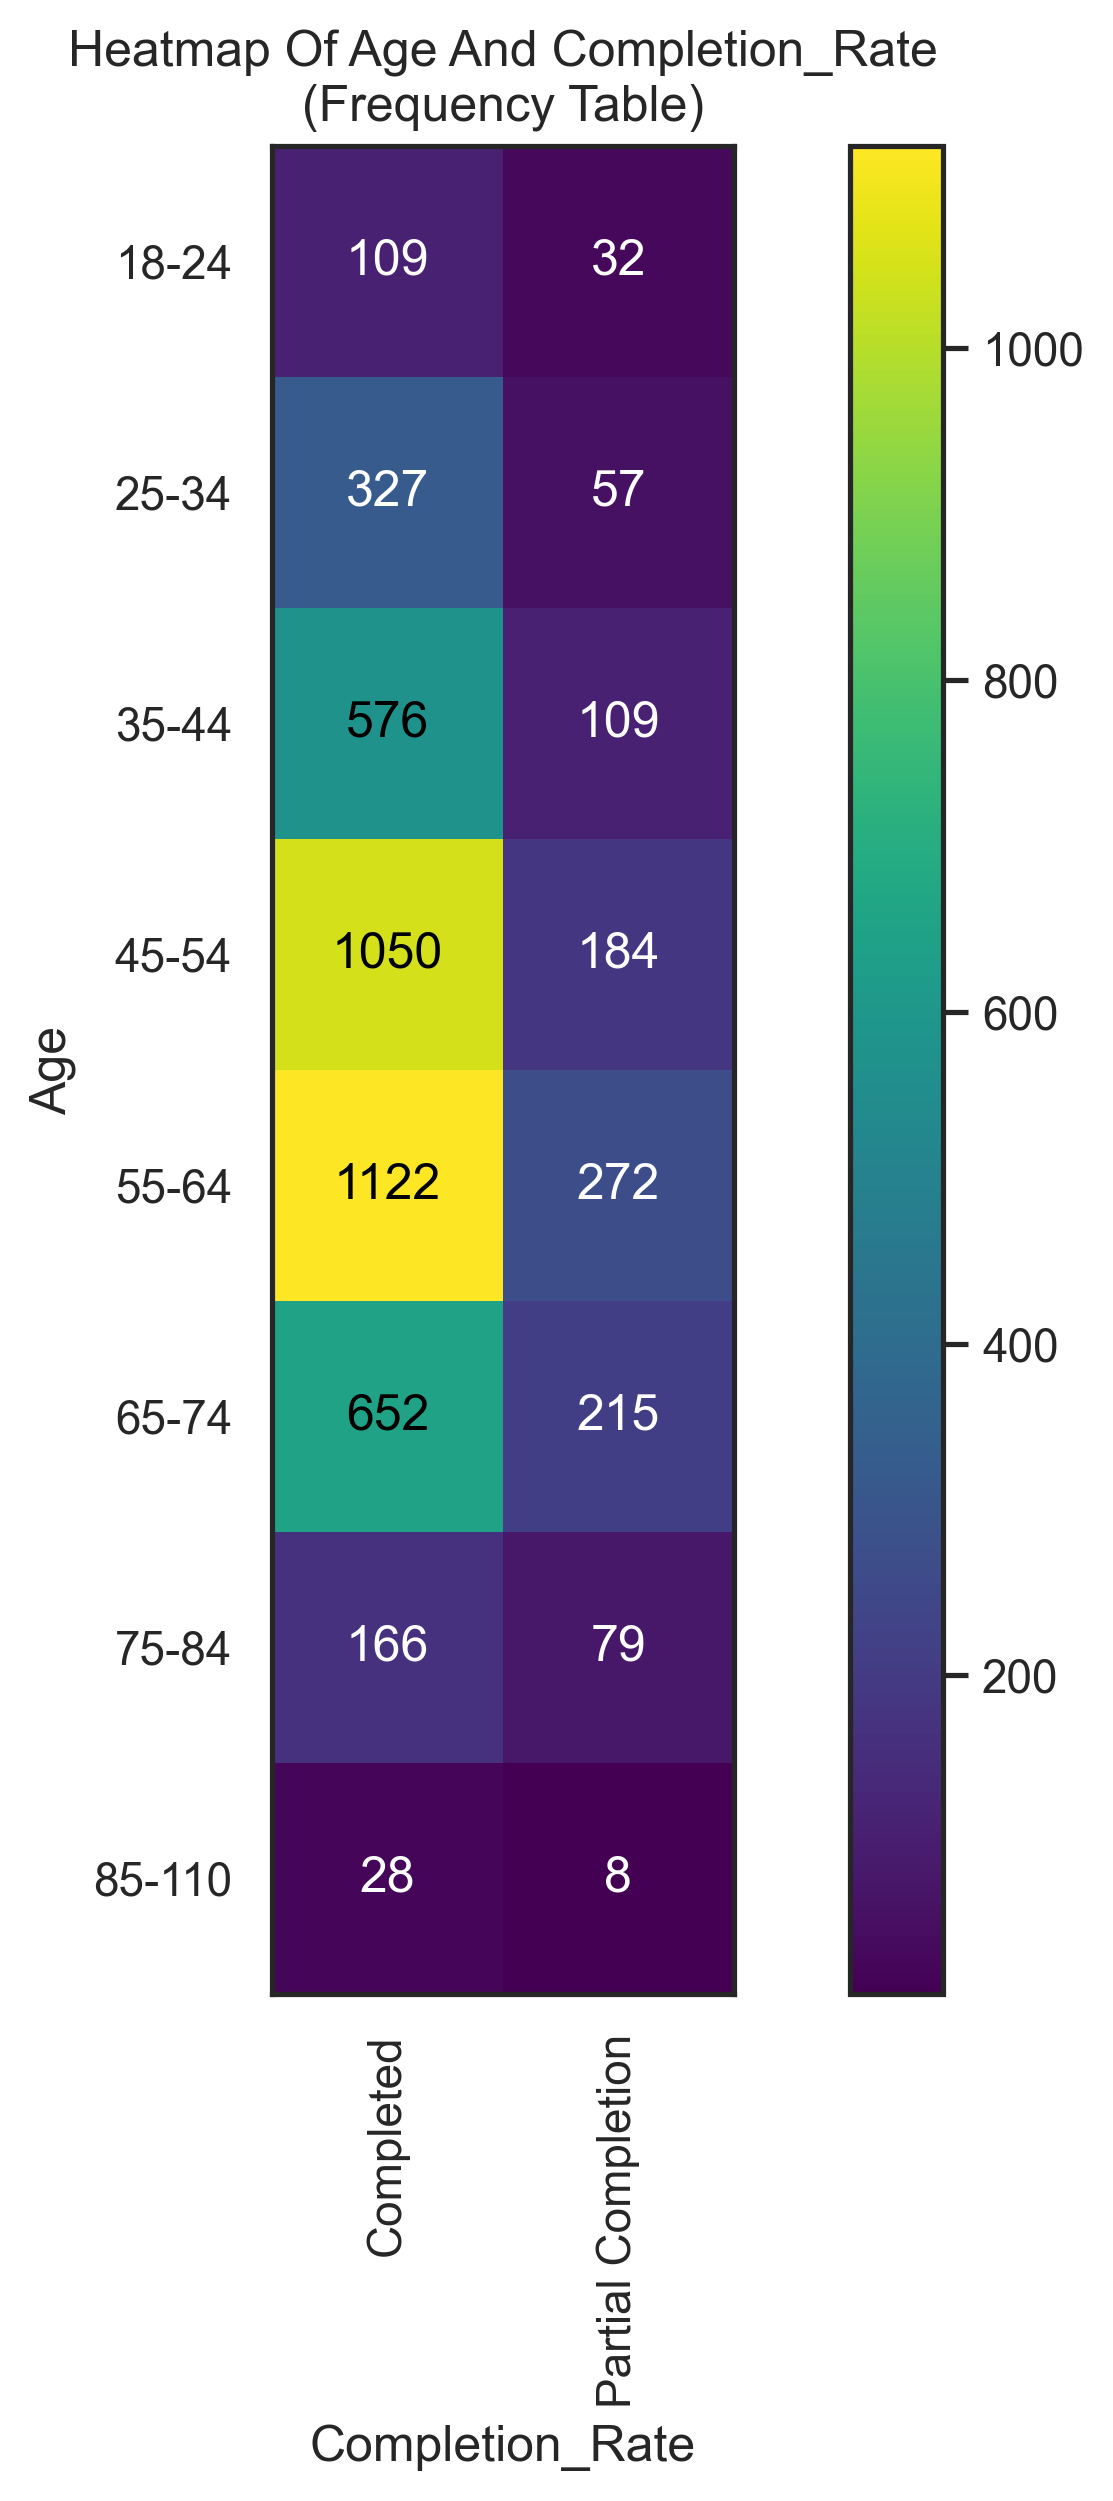 Heatmap Of Age And Completion_Rate
(Frequency Table)
18-24 109 32
25-34 327 57
35-44 576 109
45-54 1050 184
55-64 1122 272
65-74 652 215
75-84 166 79
85-110 28 8
Age
Completed
Partial Completion
Completion_Rate
1000
800
600
400
200